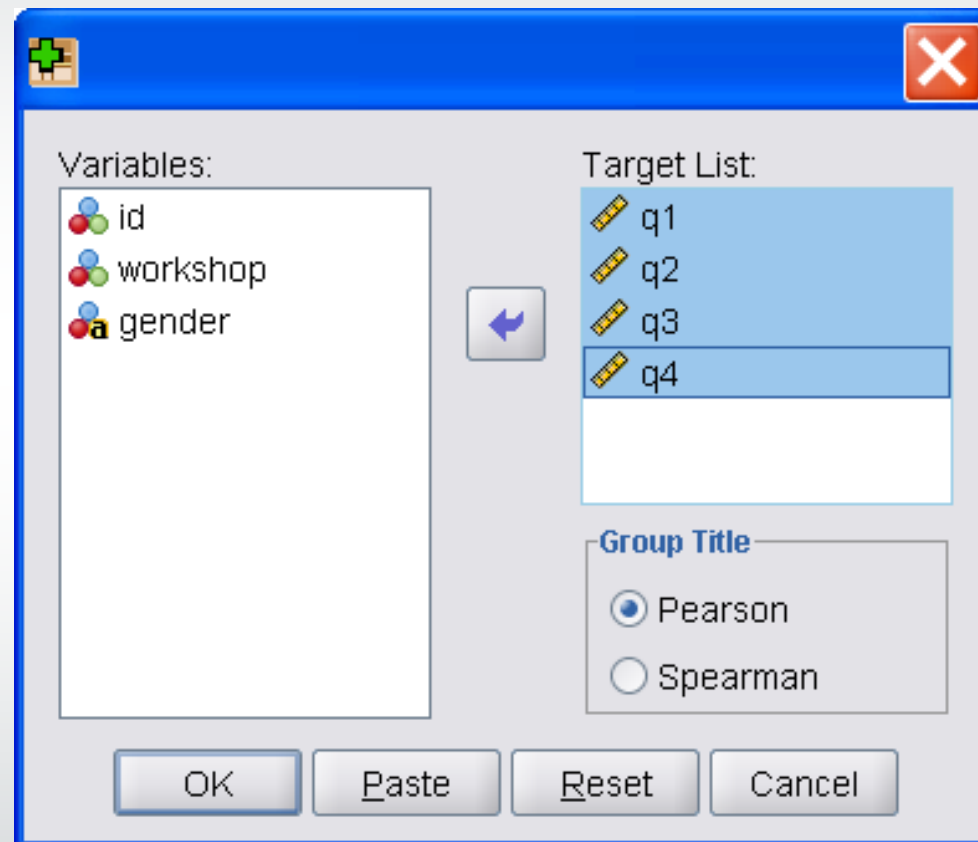 Variables:
id
workshop
a gender
Target List:
q1
q2
q3
q4
Group Title
Pearson
Spearman
OK
Paste
Reset
Cancel